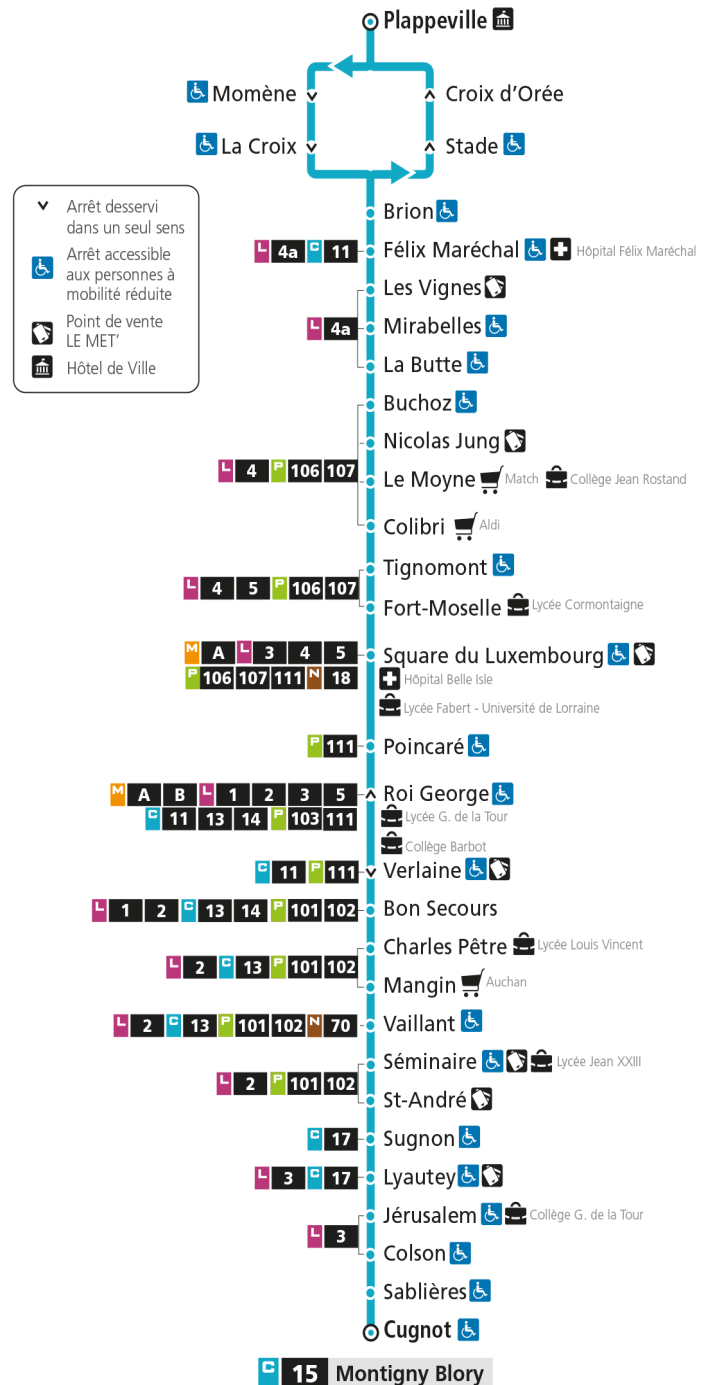 Plappeville
Momène
Croix d'Orée
La Croix
Stade
Arrêt desservi
dans un seul sens
Arrêt accessible
aux personnes à
mobilité réduite
Point de vente
LE MET'
Hôtel de Ville
Brion
L 4a C 11 Félix Maréchal Hôpital Félix Maréchal
Les Vignes
L 4a Mirabelles
La Butte
Buchoz
Nicolas Jung
L 4 P 106 107 Le Moyne Match Collège Jean Rostand
Colibri Aldi
Tignomont
L 4 5 P 106 107
Fort-Moselle Lycée Cormontaigne
M A L 3 4 5 Square du Luxembourg
P 106 107 111 N 18 Hôpital Belle Isle
Lycée Fabert - Université de Lorraine
P 111 Poincaré
M A B L 1 2 3 5 Roi George
C 11 13 14 P 103 111 Lycée G. de la Tour
Collège Barbot
C 11 P 111 Verlaine
L 1 2 C 13 14 P 101 102 Bon Secours
Charles Pêtre Lycée Louis Vincent
L 2 C 13 P 101 102
Mangin Auchan
L 2 C 13 P 101 102 N 70 Vaillant
Séminaire Lycée Jean XXIII
L 2 P 101 102
St-André
C 17 Sugnon
L 3 C 17 Lyautey
Jérusalem Collège G. de la Tour
L 3
Colson
Sablières
Cugnot
C 15 Montigny Blory